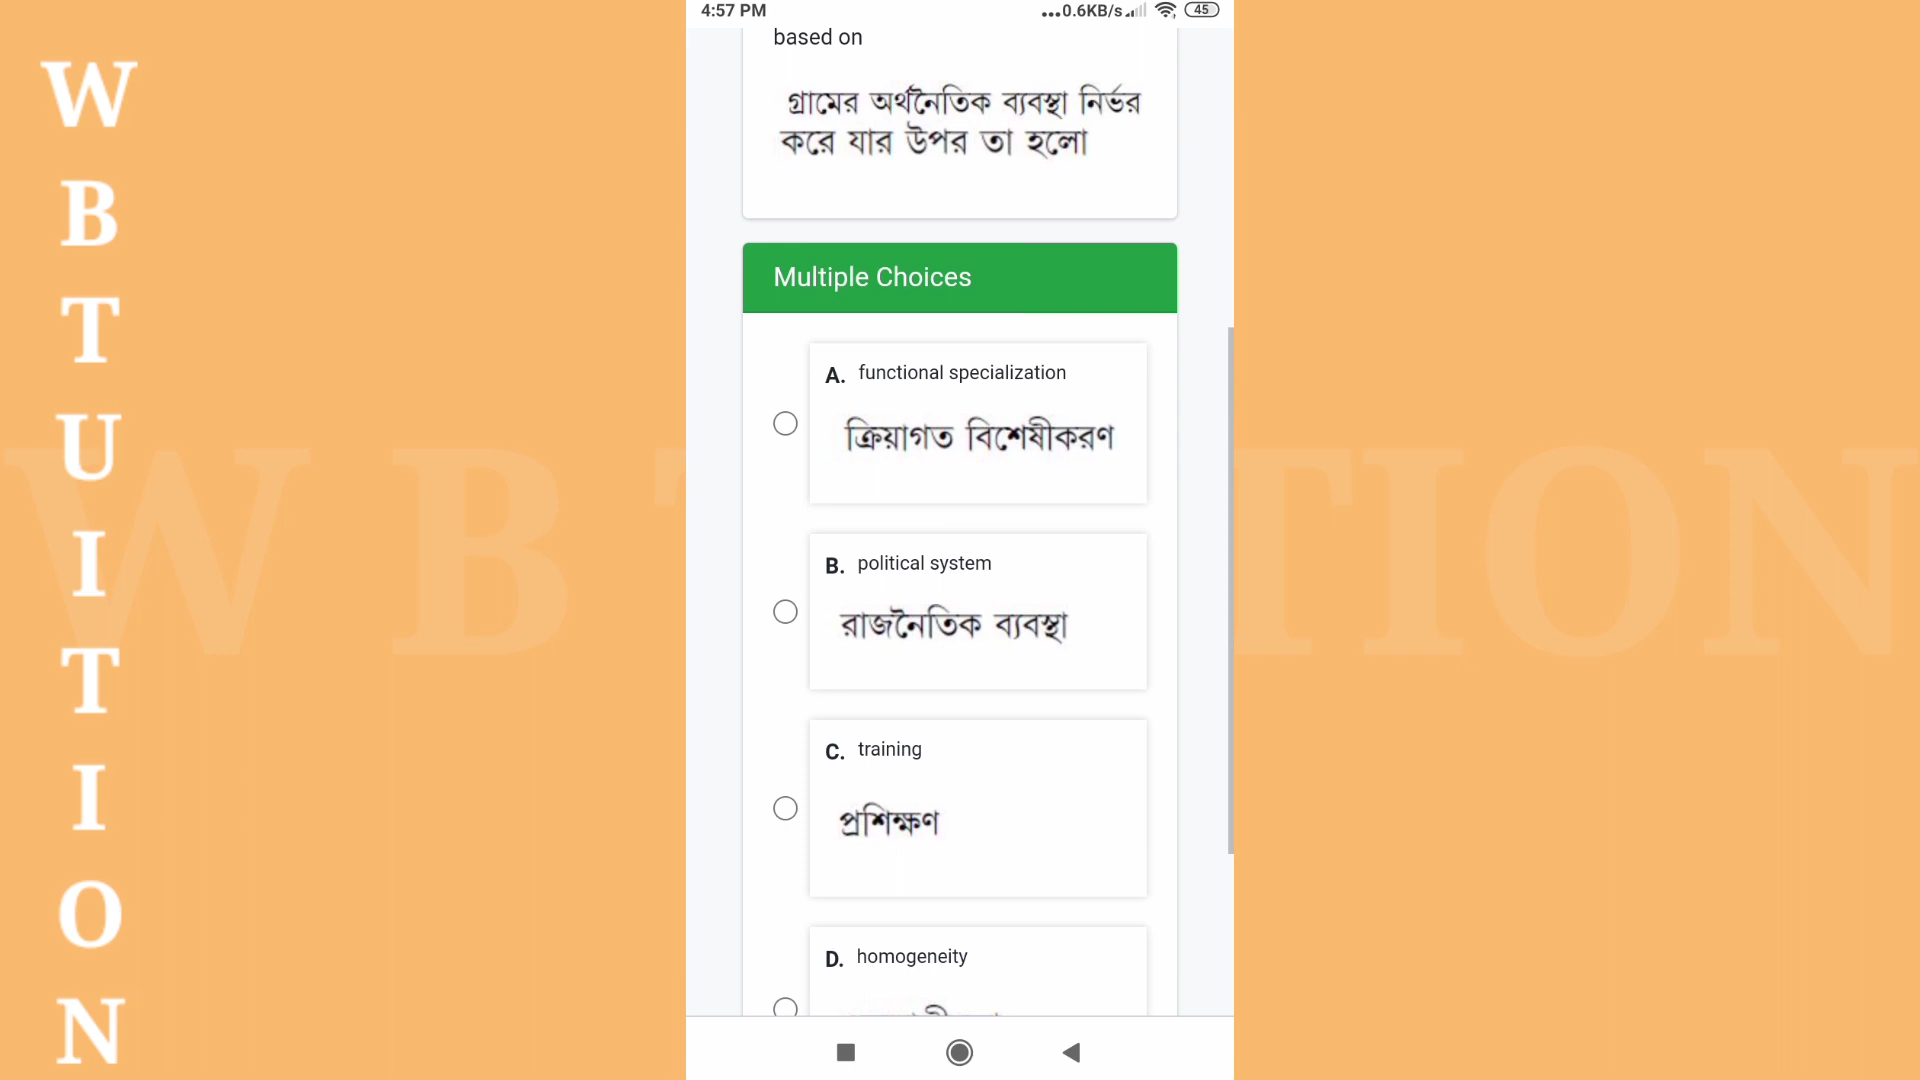 W
B
T
U
I
T
I
O
N
4:57 PM
...0.6KB/s
45
based on
গ্রামের অর্থনৈতিক ব্যবস্থা নির্ভর
করে যার উপর তা হলো
Multiple Choices
A. functional specialization
ক্রিয়াগত বিশেষীকরণ
B. political system
রাজনৈতিক ব্যবস্থা
C. training
প্রশিক্ষণ
D. homogeneity
W B T TION